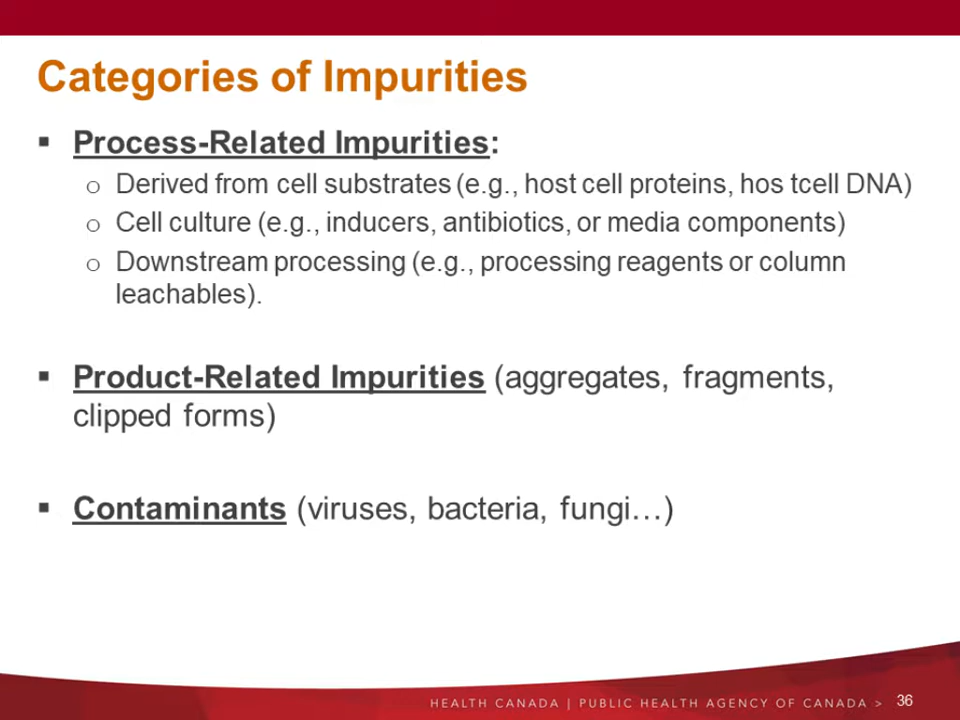 Categories of Impurities
▪ Process-Related Impurities:
o Derived from cell substrates (e.g., host cell proteins, hos tcell DNA)
o Cell culture (e.g., inducers, antibiotics, or media components)
o Downstream processing (e.g., processing reagents or column
leachables).
▪ Product-Related Impurities (aggregates, fragments,
clipped forms)
▪ Contaminants (viruses, bacteria, fungi…)
HEALTH CANADA | PUBLIC HEALTH AGENCY OF CANADA > 36